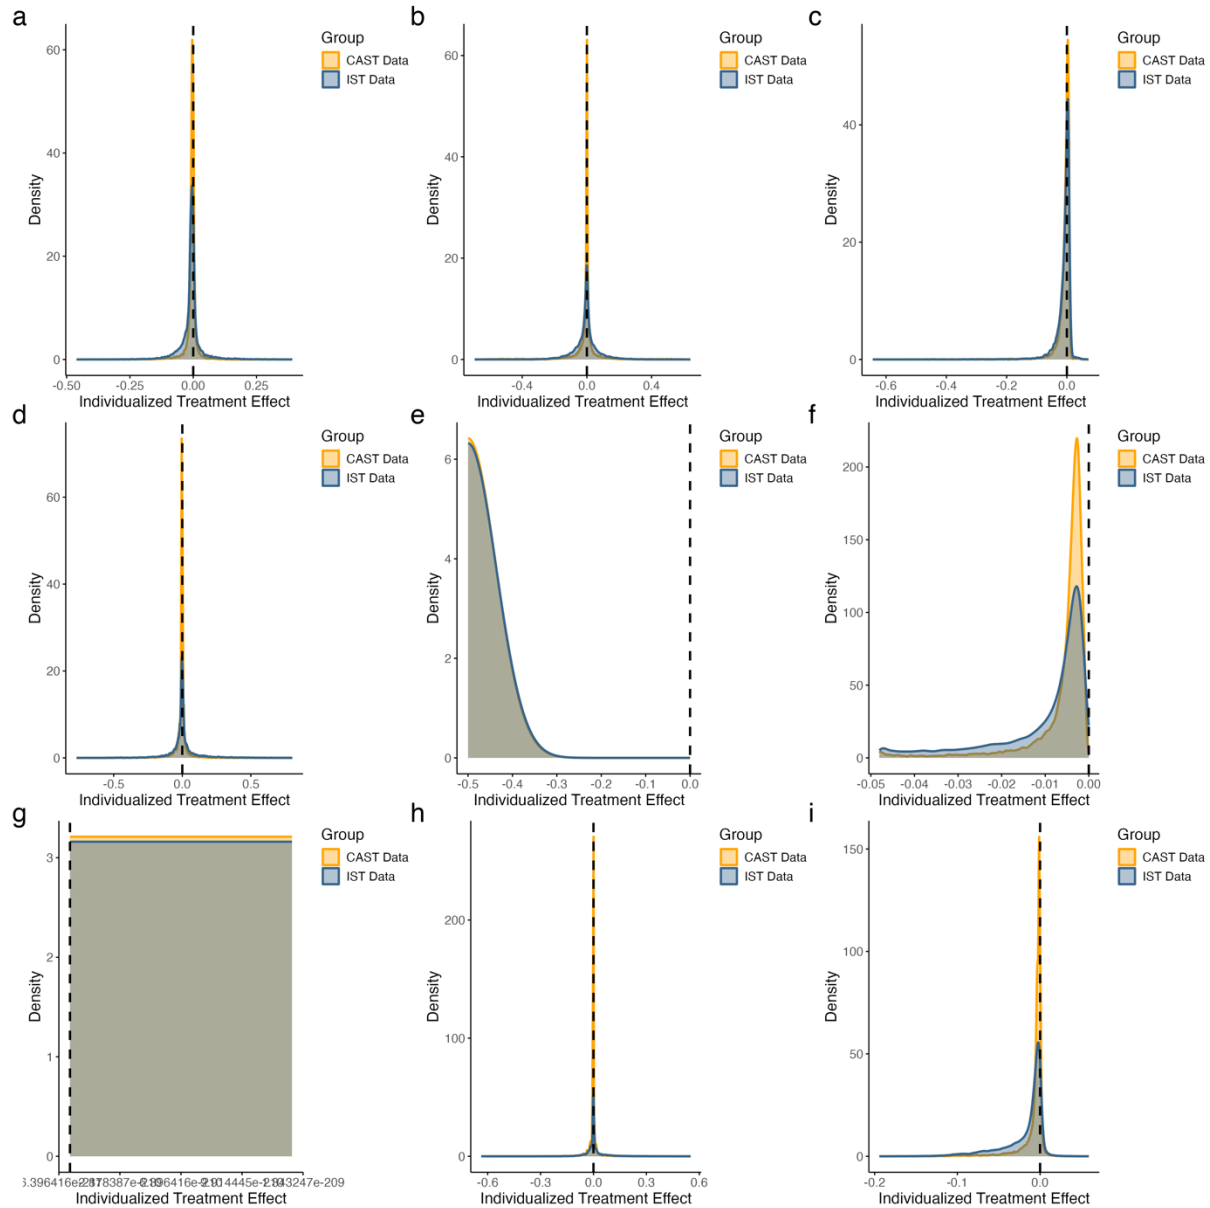 a
Group
CAST Data
IST Data
Density
60
40
20
0
-0.50 -0.25 0.00 0.25
Individualized Treatment Effect
b
Group
CAST Data
IST Data
Density
60
40
20
0
-0.4 0.0 0.4
Individualized Treatment Effect
c
Group
CAST Data
IST Data
Density
40
20
0
-0.6 -0.4 -0.2 0.0
Individualized Treatment Effect
d
Group
CAST Data
IST Data
Density
60
40
20
0
-0.5 0.0 0.5
Individualized Treatment Effect
e
Group
CAST Data
IST Data
Density
6
4
2
0
-0.5 -0.4 -0.3 -0.2 -0.1 0.0
Individualized Treatment Effect
f
Group
CAST Data
IST Data
Density
200
150
100
50
0
-0.05 -0.04 -0.03 -0.02 -0.01 0.00
Individualized Treatment Effect
g
Group
CAST Data
IST Data
Density
3
2
1
0
Individualized Treatment Effect
h
Group
CAST Data
IST Data
Density
200
100
0
-0.6 -0.3 0.0 0.3 0.6
Individualized Treatment Effect
i
Group
CAST Data
IST Data
Density
150
100
50
0
-0.2 -0.1 0.0
Individualized Treatment Effect